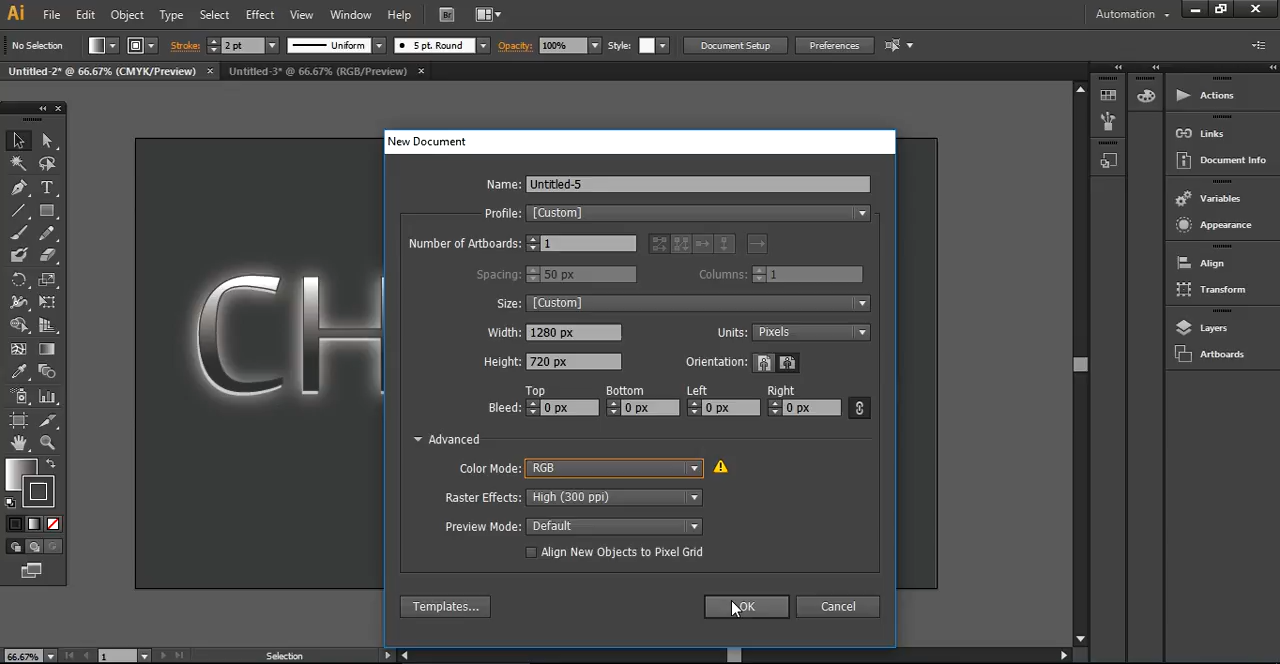 Ai File Edit Object Type Select Effect View Window Help Br Automation
No Selection Stroke: 2 pt Uniform 5 pt. Round Opacity: 100% Style: Document Setup Preferences
Untitled-2* @ 66.67% (CMYK/Preview) × Untitled-3* @ 66.67% (RGB/Preview) ×
New Document
Name: Untitled-5
Profile: [Custom]
Number of Artboards: 1
Spacing: 50 px Columns: 1
Size: [Custom]
Width: 1280 px Units: Pixels
Height: 720 px Orientation:
Top Bottom Left Right
Bleed: 0 px 0 px 0 px 0 px
Advanced
Color Mode: RGB
Raster Effects: High (300 ppi)
Preview Mode: Default
Align New Objects to Pixel Grid
Templates... OK Cancel
CH
Actions
Links
Document Info
Variables
Appearance
Align
Transform
Layers
Artboards
66.67% 1 Selection